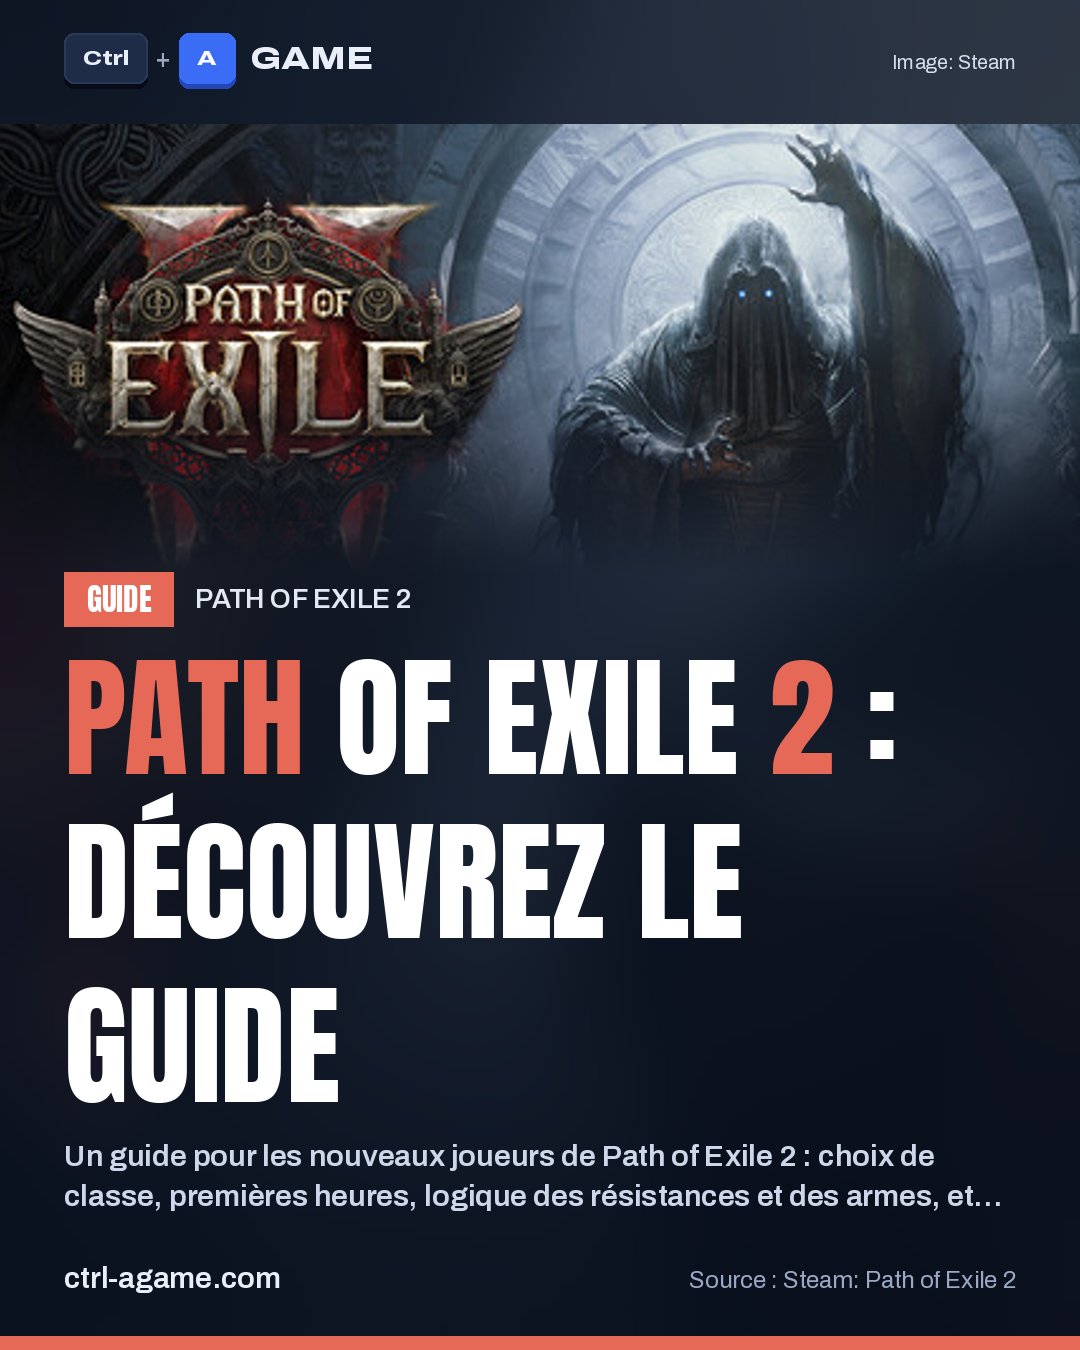 Ctrl + A GAME
Image: Steam
PATH OF
EXILE
GUIDE
PATH OF EXILE 2
PATH OF EXILE 2 :
DÉCOUVREZ LE
GUIDE
Un guide pour les nouveaux joueurs de Path of Exile 2 : choix de
classe, premières heures, logique des résistances et des armes, et…
ctrl-agame.com
Source : Steam: Path of Exile 2